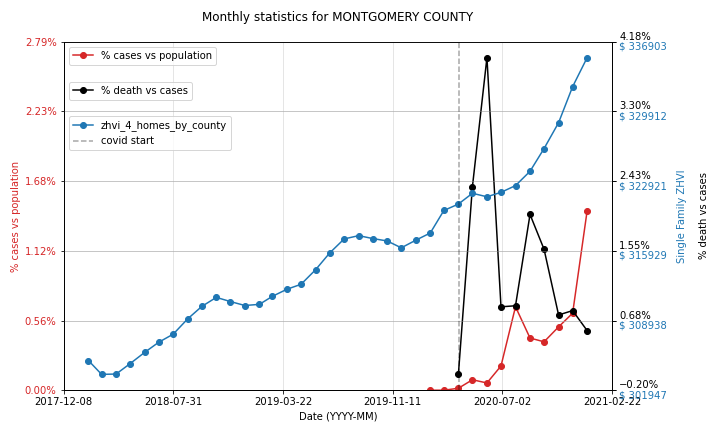 Monthly statistics for MONTGOMERY COUNTY
% cases vs population
% death vs cases
zhvi_4_homes_by_county
covid start
2.79%
2.23%
1.68%
1.12%
0.56%
0.00%
% cases vs population
4.18%
$ 336903
3.30%
$ 329912
2.43%
$ 322921
1.55%
$ 315929
0.68%
$ 308938
−0.20%
$ 301947
Single Family ZHVI
% death vs cases
2017-12-08
2018-07-31
2019-03-22
2019-11-11
2020-07-02
2021-02-22
Date (YYYY-MM)